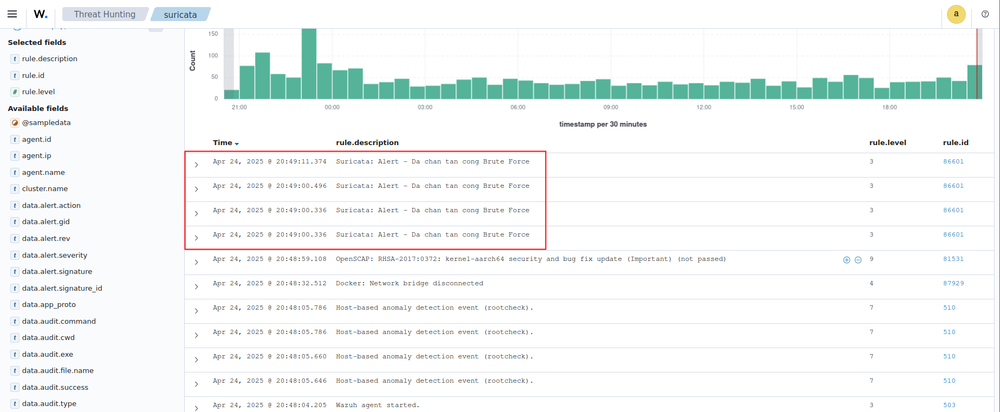 W. Threat Hunting suricata a
Selected fields
t rule.description
t rule.id
# rule.level
Available fields
@sampledata
t agent.id
t agent.ip
t agent.name
t cluster.name
t data.alert.action
t data.alert.gid
t data.alert.rev
t data.alert.severity
t data.alert.signature
t data.alert.signature_id
t data.app_proto
t data.audit.command
t data.audit.cwd
t data.audit.exe
t data.audit.file.name
t data.audit.success
t data.audit.type
Count
150
100
50
0
21:00 00:00 03:00 06:00 09:00 12:00 15:00 18:00
timestamp per 30 minutes
Time rule.description rule.level rule.id
Apr 24, 2025 @ 20:49:11.374 Suricata: Alert - Da chan tan cong Brute Force 3 86601
Apr 24, 2025 @ 20:49:00.496 Suricata: Alert - Da chan tan cong Brute Force 3 86601
Apr 24, 2025 @ 20:49:00.336 Suricata: Alert - Da chan tan cong Brute Force 3 86601
Apr 24, 2025 @ 20:49:00.336 Suricata: Alert - Da chan tan cong Brute Force 3 86601
Apr 24, 2025 @ 20:48:59.108 OpenSCAP: RHSA-2017:0372: kernel-aarch64 security and bug fix update (Important) (not passed) 9 81531
Apr 24, 2025 @ 20:48:32.512 Docker: Network bridge disconnected 4 87929
Apr 24, 2025 @ 20:48:05.786 Host-based anomaly detection event (rootcheck). 7 510
Apr 24, 2025 @ 20:48:05.786 Host-based anomaly detection event (rootcheck). 7 510
Apr 24, 2025 @ 20:48:05.660 Host-based anomaly detection event (rootcheck). 7 510
Apr 24, 2025 @ 20:48:05.646 Host-based anomaly detection event (rootcheck). 7 510
Apr 24, 2025 @ 20:48:04.205 Wazuh agent started. 3 503